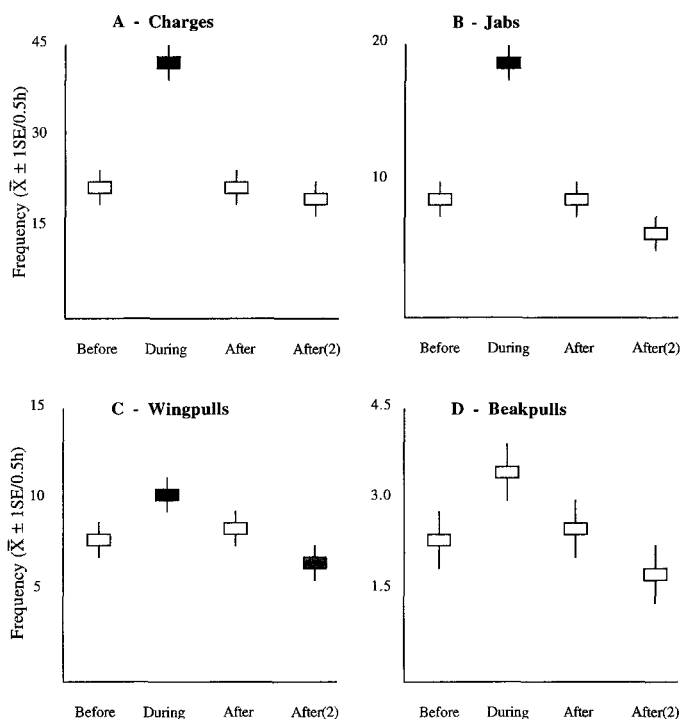 A - Charges
45
30
15
Frequency (X̄ ± 1SE/0.5h)
Before During After After(2)
B - Jabs
20
10
Before During After After(2)
C - Wingpulls
15
10
5
Frequency (X̄ ± 1SE/0.5h)
Before During After After(2)
D - Beakpulls
4.5
3.0
1.5
Before During After After(2)